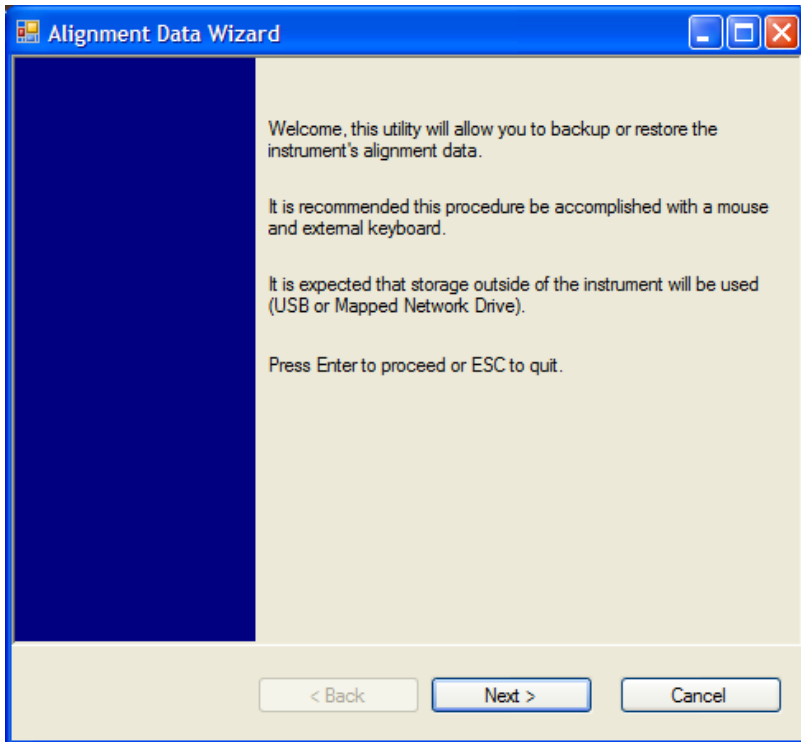 Alignment Data Wizard
Welcome, this utility will allow you to backup or restore the
instrument's alignment data.
It is recommended this procedure be accomplished with a mouse
and external keyboard.
It is expected that storage outside of the instrument will be used
(USB or Mapped Network Drive).
Press Enter to proceed or ESC to quit.
< Back
Next >
Cancel